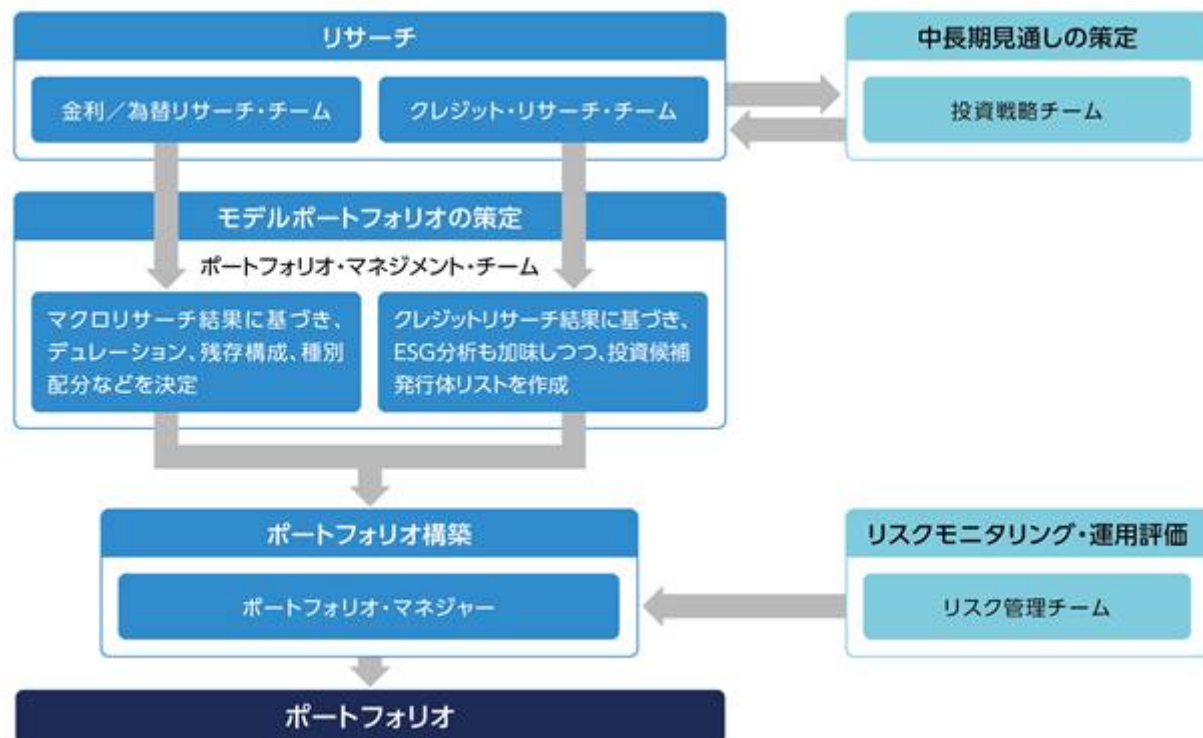 リサーチ
金利／為替リサーチ・チーム
クレジット・リサーチ・チーム
中長期見通しの策定
投資戦略チーム
モデルポートフォリオの策定
ポートフォリオ・マネジメント・チーム
マクロリサーチ結果に基づき、
デュレーション、残存構成、種別
配分などを決定
クレジットリサーチ結果に基づき、
ESG分析も加味しつつ、投資候補
発行体リストを作成
ポートフォリオ構築
ポートフォリオ・マネジャー
リスクモニタリング・運用評価
リスク管理チーム
ポートフォリオ